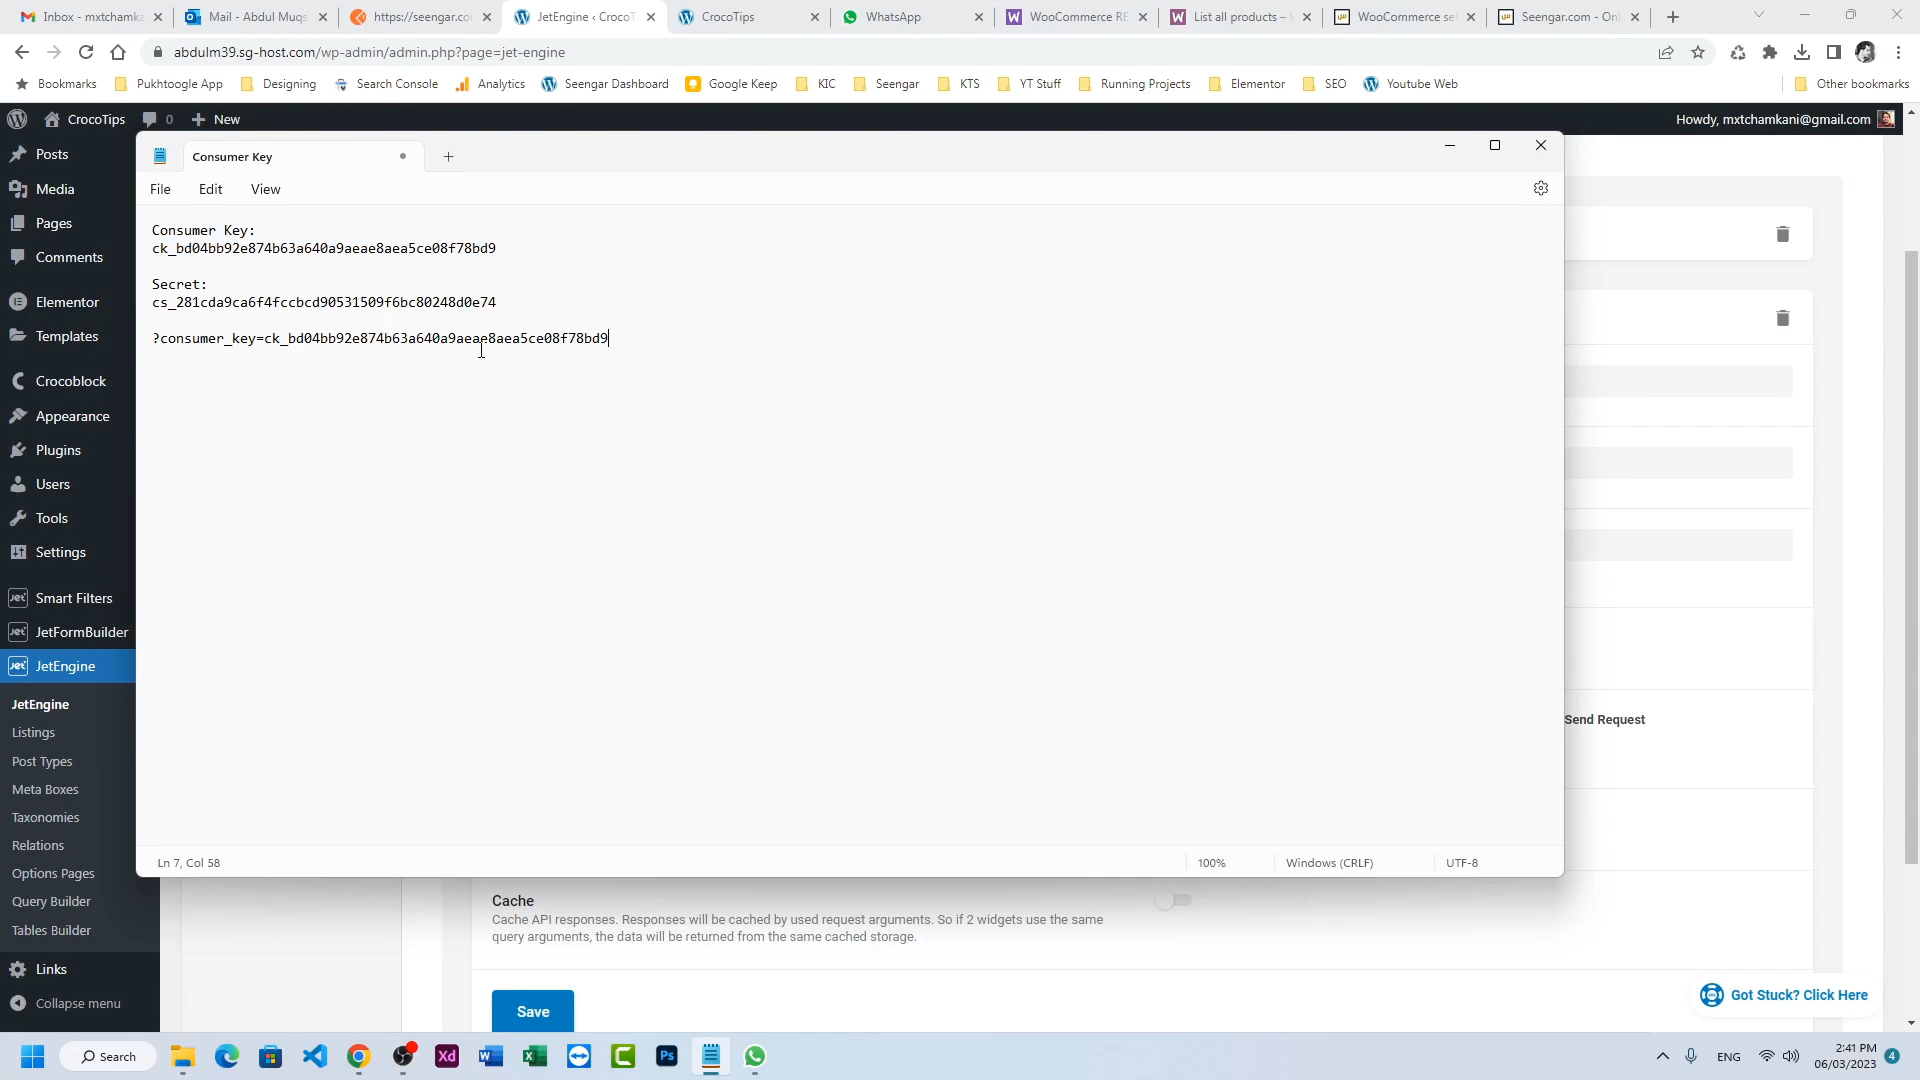 Inbox - mxtchamka
Mail - Abdul Muqs
https://seengar.co
JetEngine ‹ CrocoT
CrocoTips
WhatsApp
WooCommerce RE
List all products –
WooCommerce se
Seengar.com - Onl
abdulm39.sg-host.com/wp-admin/admin.php?page=jet-engine
Bookmarks
Pukhtoogle App
Designing
Search Console
Analytics
Seengar Dashboard
Google Keep
KIC
Seengar
KTS
YT Stuff
Running Projects
Elementor
SEO
Youtube Web
Other bookmarks
CrocoTips
0
New
Howdy, mxtchamkani@gmail.com
Posts
Media
Pages
Comments
Elementor
Templates
Crocoblock
Appearance
Plugins
Users
Tools
Settings
Smart Filters
JetFormBuilder
JetEngine
JetEngine
Listings
Post Types
Meta Boxes
Taxonomies
Relations
Options Pages
Query Builder
Tables Builder
Links
Collapse menu
Consumer Key
File
Edit
View
Consumer Key:
ck_bd04bb92e874b63a640a9aeae8aea5ce08f78bd9
Secret:
cs_281cda9ca6f4fccbcd90531509f6bc80248d0e74
?consumer_key=ck_bd04bb92e874b63a640a9aeae8aea5ce08f78bd9
Ln 7, Col 58
100%
Windows (CRLF)
UTF-8
Send Request
Cache
Cache API responses. Responses will be cached by used request arguments. So if 2 widgets use the same
query arguments, the data will be returned from the same cached storage.
Save
Got Stuck? Click Here
Search
Xd
Ps
ENG
2:41 PM
06/03/2023
4